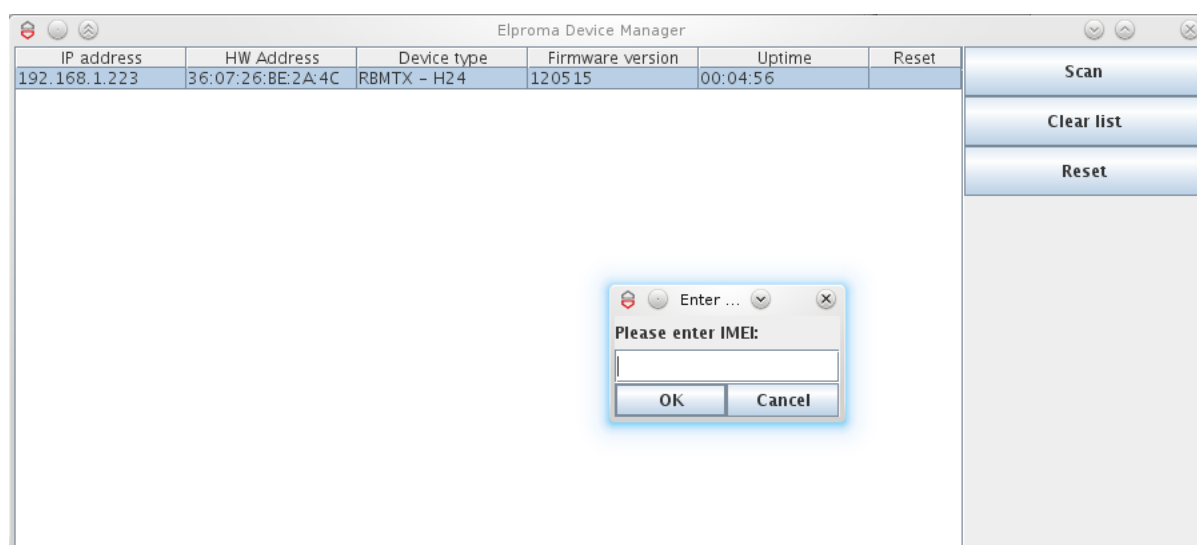 Elproma Device Manager
IP address HW Address Device type Firmware version Uptime Reset
192.168.1.223 36:07:26:BE:2A:4C RBMTX – H24 120515 00:04:56
Scan
Clear list
Reset
Enter ...
Please enter IMEI:
OK Cancel